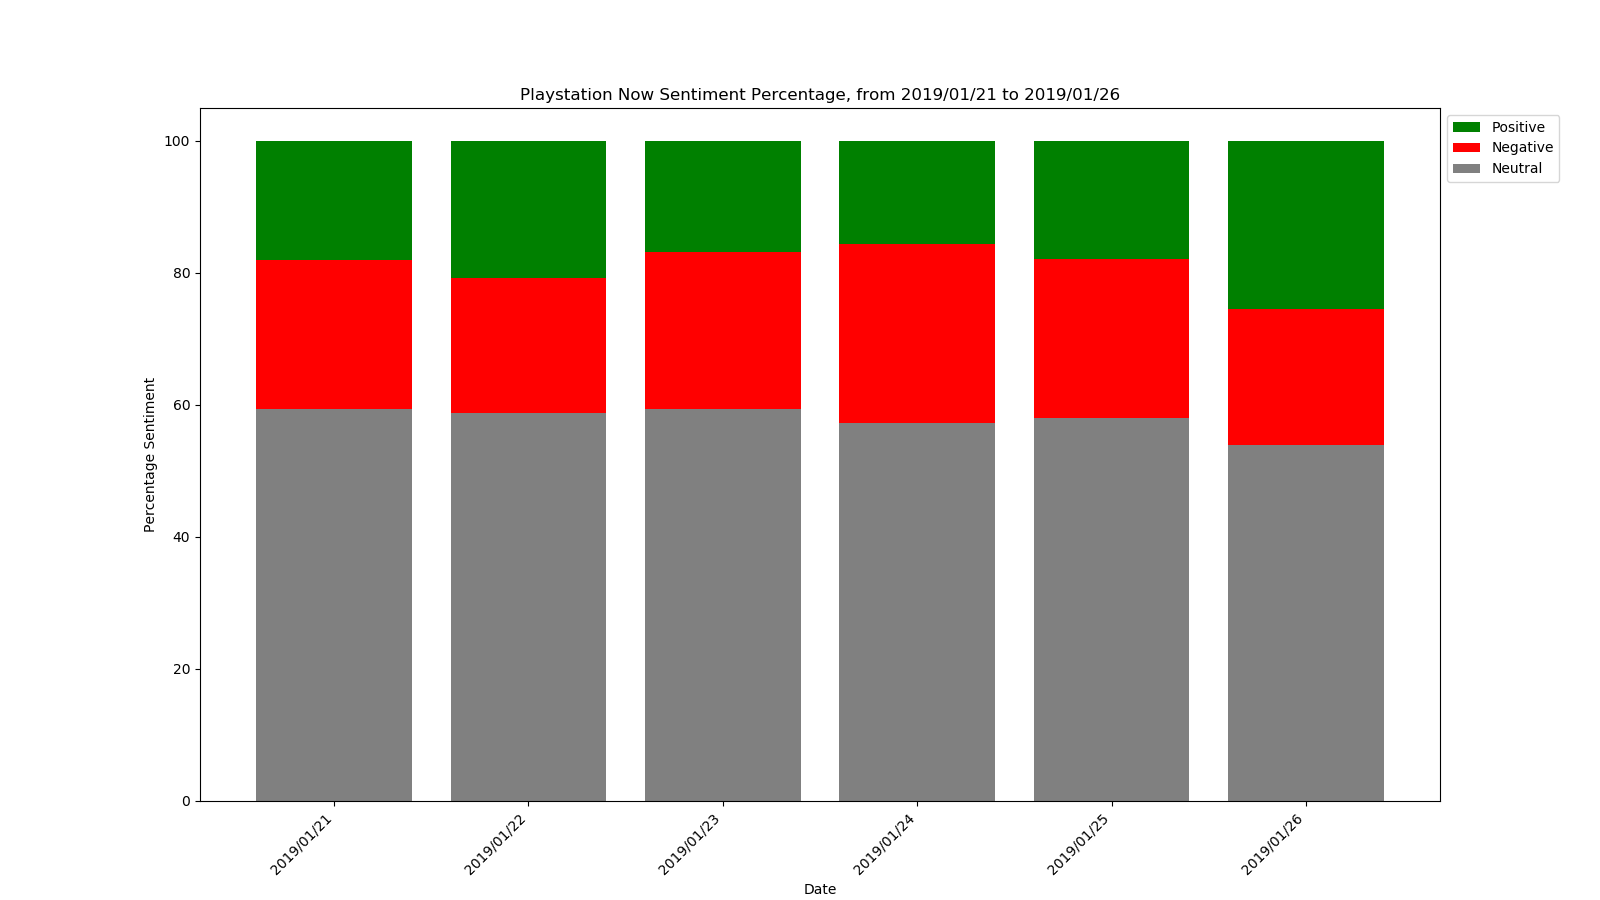 Playstation Now Sentiment Percentage, from 2019/01/21 to 2019/01/26
Positive
Negative
Neutral
Percentage Sentiment
100
80
60
40
20
0
2019/01/21
2019/01/22
2019/01/23
2019/01/24
2019/01/25
2019/01/26
Date